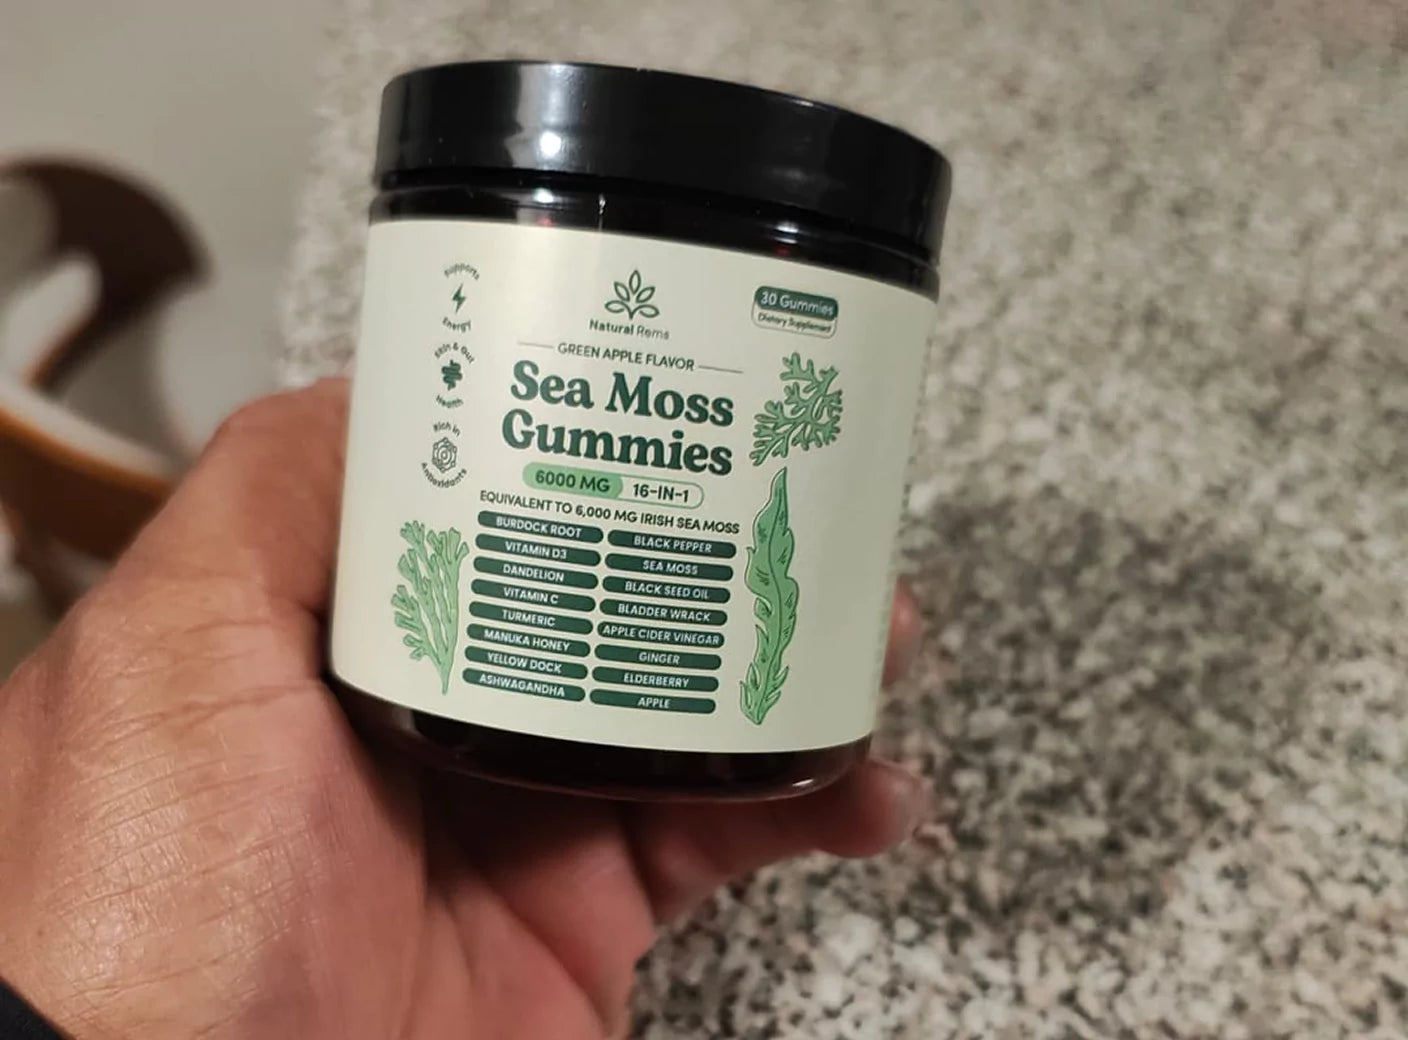 Supports
Energy
Skin & Gut
Health
Rich in
Antioxidants
Natural Rems
30 Gummies
Dietary Supplement
GREEN APPLE FLAVOR
Sea Moss
Gummies
6000 MG 16-IN-1
EQUIVALENT TO 6,000 MG IRISH SEA MOSS
BURDOCK ROOT BLACK PEPPER
VITAMIN D3 SEA MOSS
DANDELION BLACK SEED OIL
VITAMIN C BLADDER WRACK
TURMERIC APPLE CIDER VINEGAR
MANUKA HONEY GINGER
YELLOW DOCK ELDERBERRY
ASHWAGANDHA APPLE